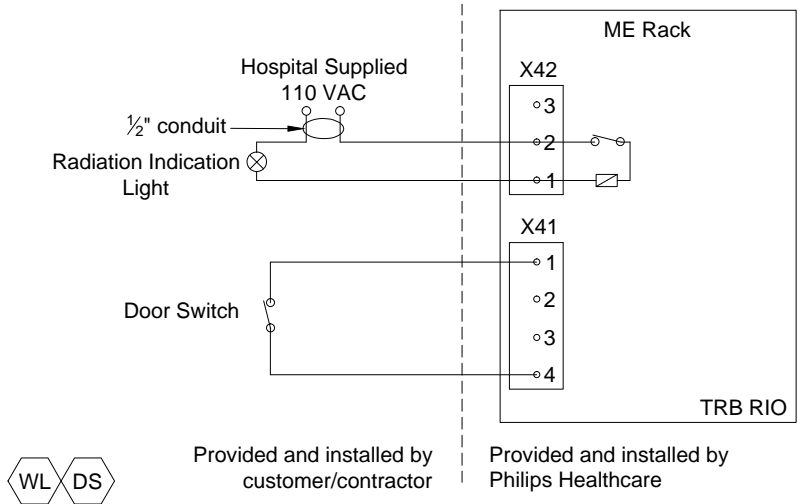 ME Rack
Hospital Supplied
110 VAC
X42
3
½" conduit
2
Radiation Indication
Light
1
X41
1
Door Switch
2
3
4
TRB RIO
Provided and installed by
customer/contractor
Provided and installed by
Philips Healthcare
WL DS